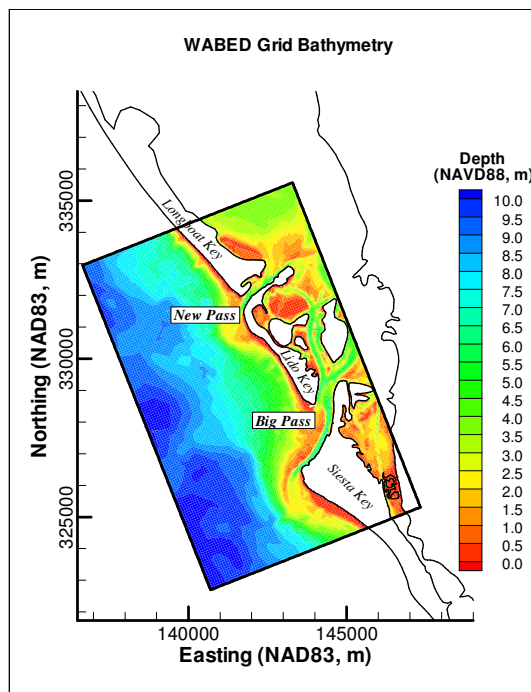 WABED Grid Bathymetry
Depth
(NAVD88, m)
10.0
9.5
9.0
8.5
8.0
7.5
7.0
6.5
6.0
5.5
5.0
4.5
4.0
3.5
3.0
2.5
2.0
1.5
1.0
0.5
0.0
Longboat Key
New Pass
Lido Key
Big Pass
Siesta Key
Northing (NAD83, m)
335000
330000
325000
140000
145000
Easting (NAD83, m)